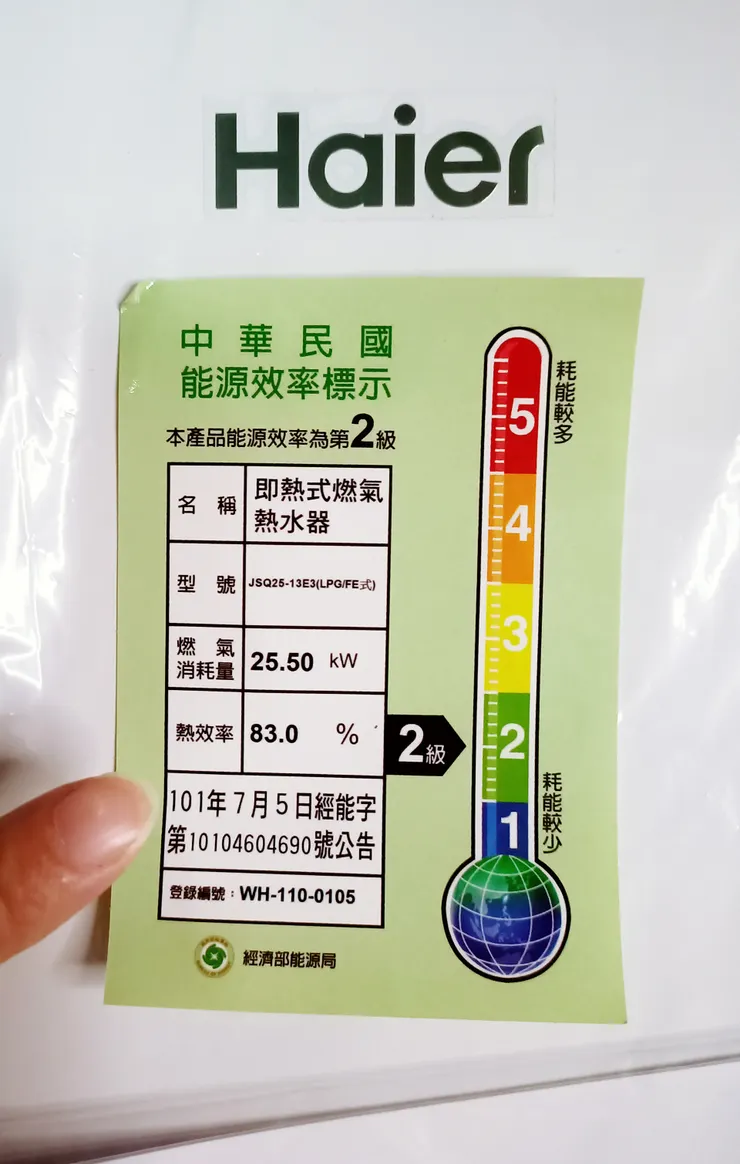 Haier
中華民國
能源效率標示
本產品能源效率為第2級
名稱 即熱式燃氣熱水器
型號 JSQ25-13E3(LPG/FE式)
燃氣消耗量 25.50 kW
熱效率 83.0 %
2級
101年7月5日經能字
第10104604690號公告
登錄編號：WH-110-0105
經濟部能源局
耗能較多
5
4
3
2
1
耗能較少